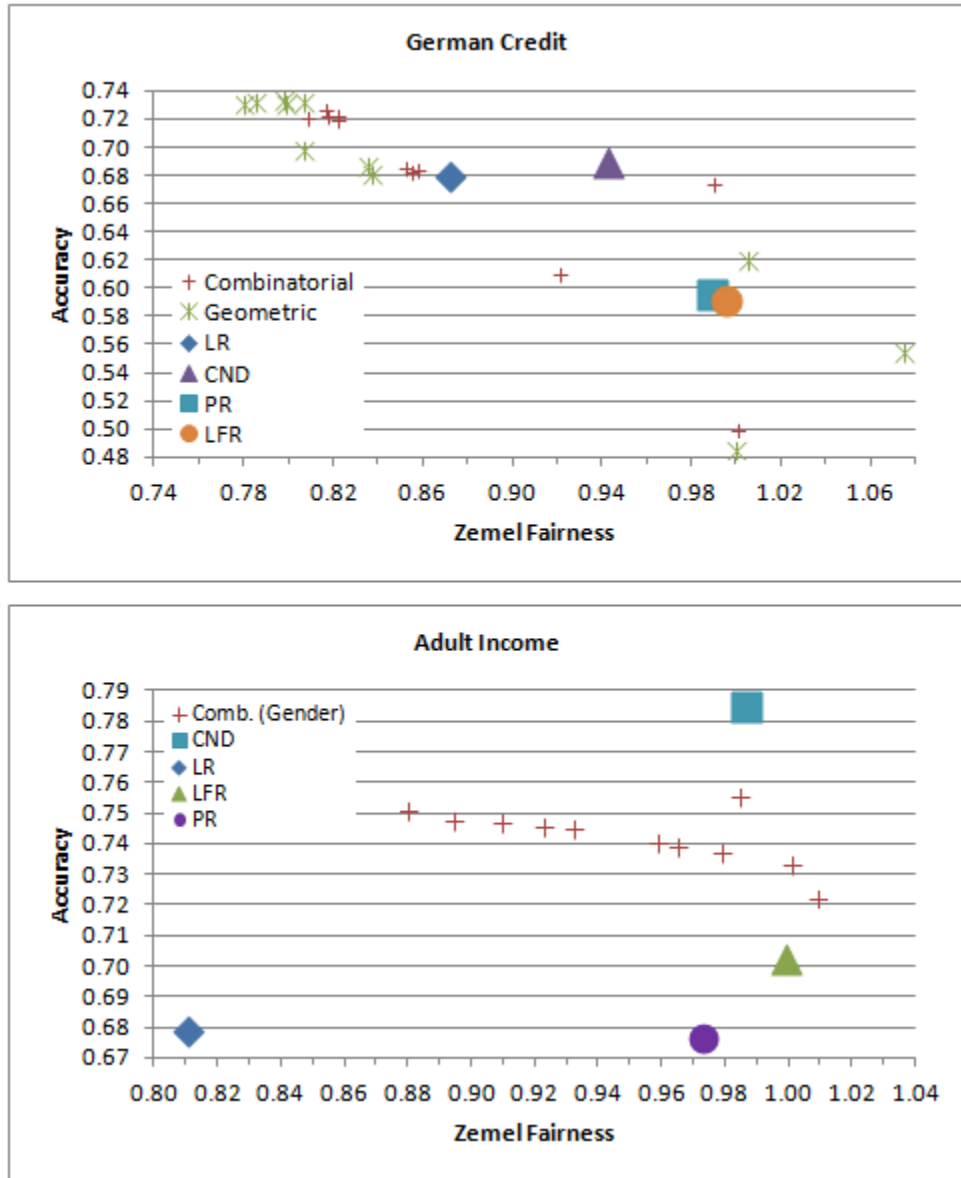 German Credit
0.74
0.72
0.70
0.68
0.66
0.64
0.62
0.60
0.58
0.56
0.54
0.52
0.50
0.48
Accuracy
Combinatorial
Geometric
LR
CND
PR
LFR
0.74 0.78 0.82 0.86 0.90 0.94 0.98 1.02 1.06
Zemel Fairness
Adult Income
0.79
0.78
0.77
0.76
0.75
0.74
0.73
0.72
0.71
0.70
0.69
0.68
0.67
Accuracy
Comb. (Gender)
CND
LR
LFR
PR
0.80 0.82 0.84 0.86 0.88 0.90 0.92 0.94 0.96 0.98 1.00 1.02 1.04
Zemel Fairness